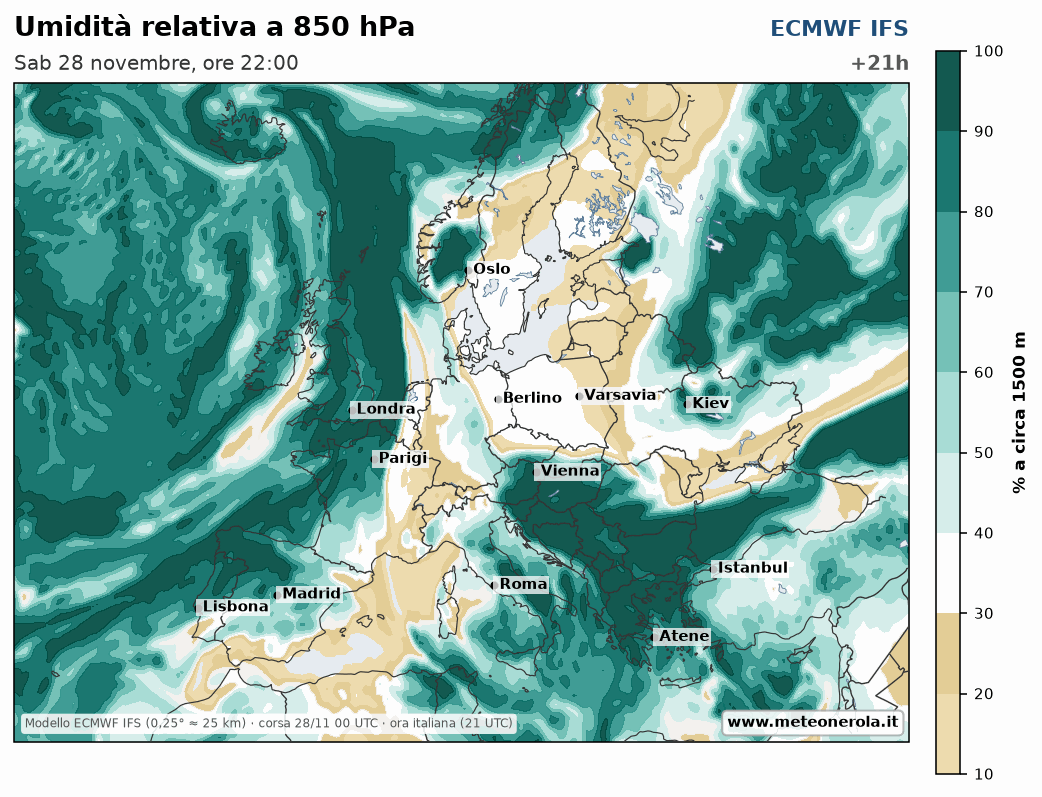 Umidità relativa a 850 hPa
ECMWF IFS
Sab 28 novembre, ore 22:00
+21h
100
90
80
70
60
50
40
30
20
10
% a circa 1500 m
Oslo
Berlino
Varsavia
Kiev
Londra
Parigi
Vienna
Istanbul
Roma
Madrid
Lisbona
Atene
Modello ECMWF IFS (0,25° ≈ 25 km) · corsa 28/11 00 UTC · ora italiana (21 UTC)
www.meteonerola.it